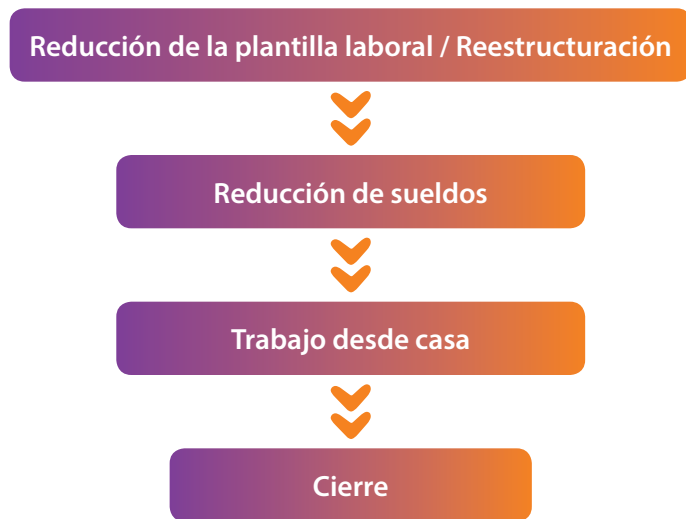 Reducción de la plantilla laboral / Reestructuración
Reducción de sueldos
Trabajo desde casa
Cierre